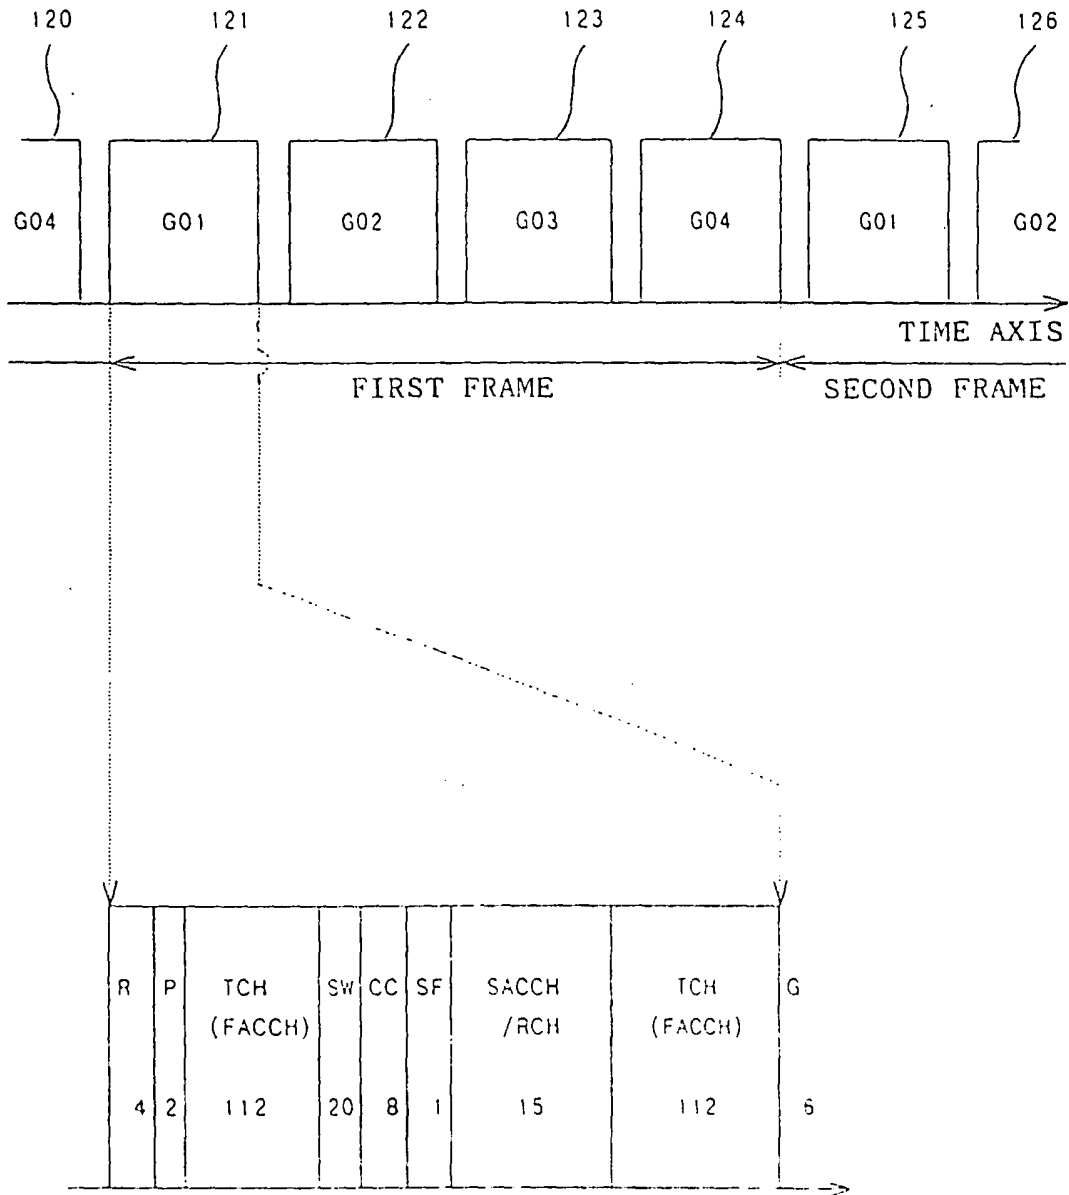 120 121 122 123 124 125 126
G04 G01 G02 G03 G04 G01 G02
TIME AXIS
FIRST FRAME SECOND FRAME
R P TCH SW CC SF SACCH TCH G
(FACCH) /RCH (FACCH)
4 2 112 20 8 1 15 112 6